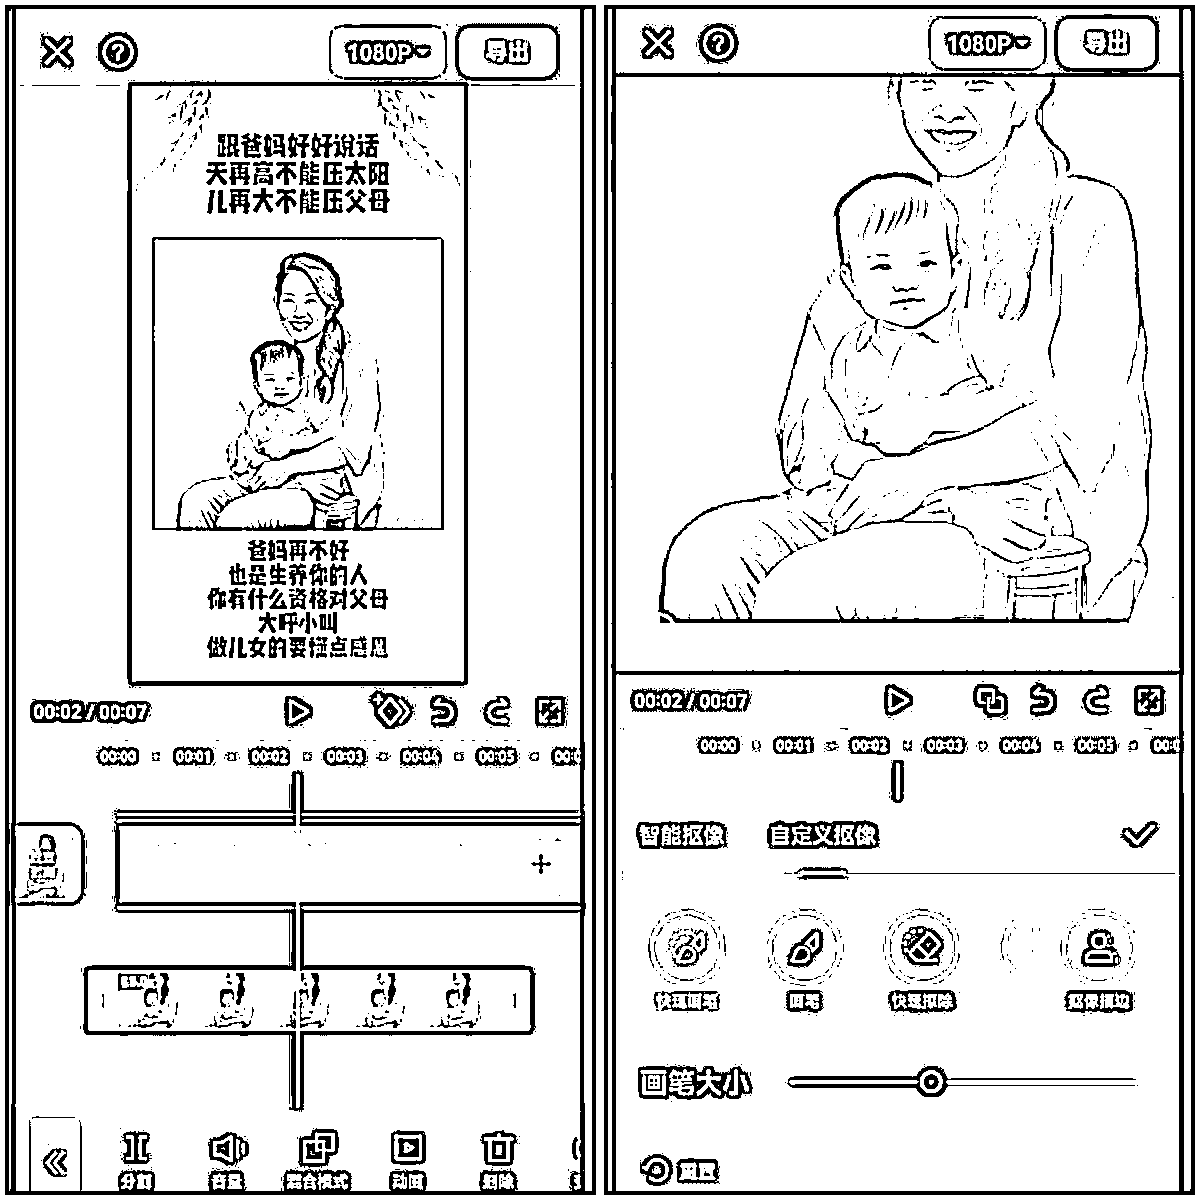 1080P
导出
跟爸妈好好说话
天再高不能压太阳
儿再大不能压父母
爸妈再不好
也是生养你的人
你有什么资格对父母
大呼小叫
做儿女的要懂点感恩
00:02 / 00:07
00:00 00:01 00:02 00:03 00:04 00:05
分割 音量 混合模式 动画 删除
1080P
导出
00:02 / 00:07
00:00 00:01 00:02 00:03 00:04 00:05
智能抠像 自定义抠像
快速画笔 画笔 快速擦除
画笔大小
重置